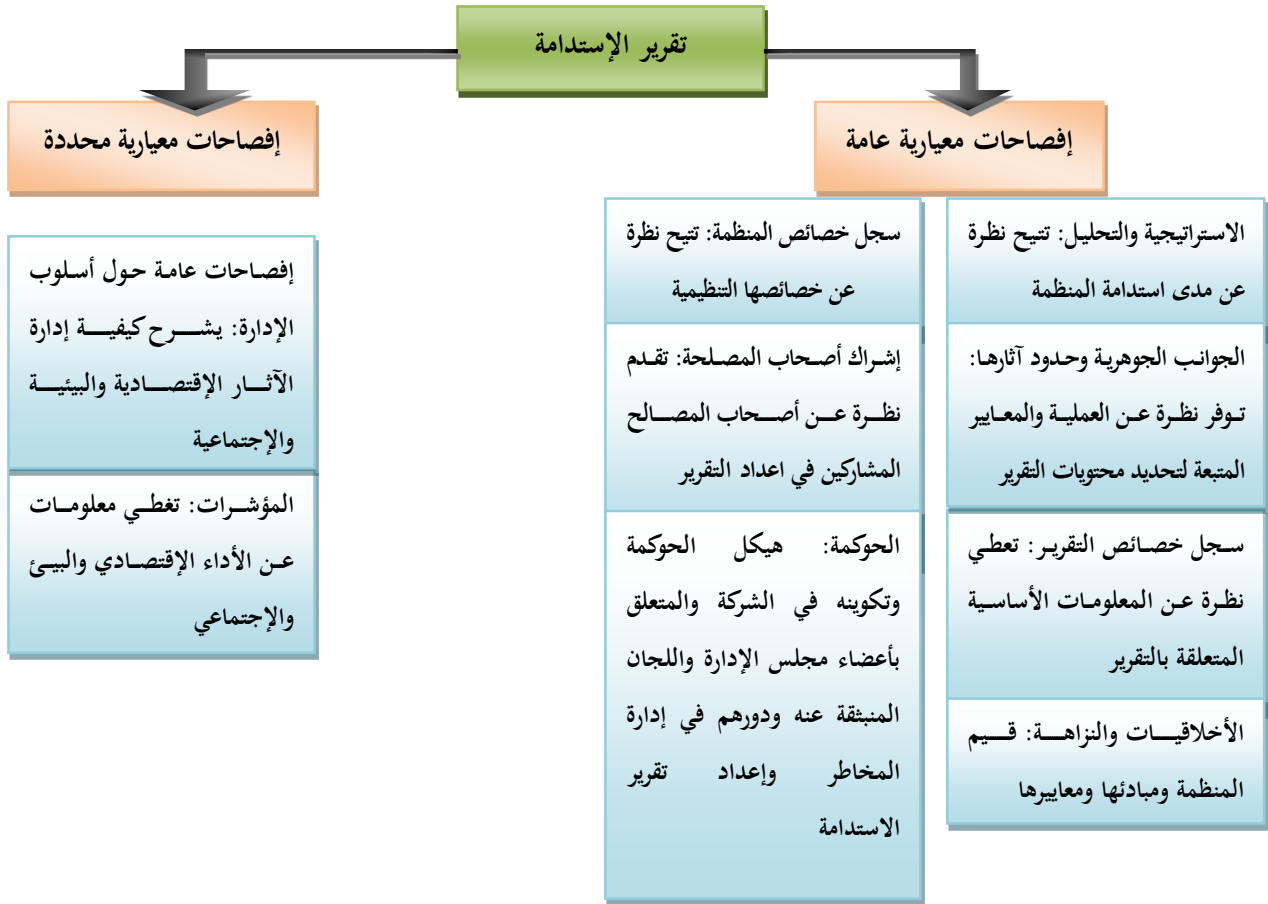 تقرير الإستدامة
إفصاحات معيارية عامة
الاستراتيجية والتحليل: تتيح نظرة
عن مدى استدامة المنظمة
الجوانب الجوهرية وحدود آثارها:
توفر نظرة عن العملية والمعايير
المتبعة لتحديد محتويات التقرير
سجل خصائص التقرير: تعطي
نظرة عن المعلومات الأساسية
المتعلقة بالتقرير
الأخلاقيات والنزاهة: قيم
المنظمة ومبادئها ومعاييرها
سجل خصائص المنظمة: تتيح نظرة
عن خصائصها التنظيمية
إشراك أصحاب المصلحة: تقدم
نظرة عن أصحاب المصالح
المشاركين في اعداد التقرير
الحوكمة: هيكل الحوكمة
وتكوينه في الشركة والمتعلق
بأعضاء مجلس الإدارة واللجان
المنبثقة عنه ودورهم في إدارة
المخاطر وإعداد تقرير
الاستدامة
إفصاحات معيارية محددة
إفصاحات عامة حول أسلوب
الإدارة: يشرح كيفية إدارة
الآثار الإقتصادية والبيئية
والإجتماعية
المؤشرات: تغطي معلومات
عن الأداء الإقتصادي والبيئ
والإجتماعي